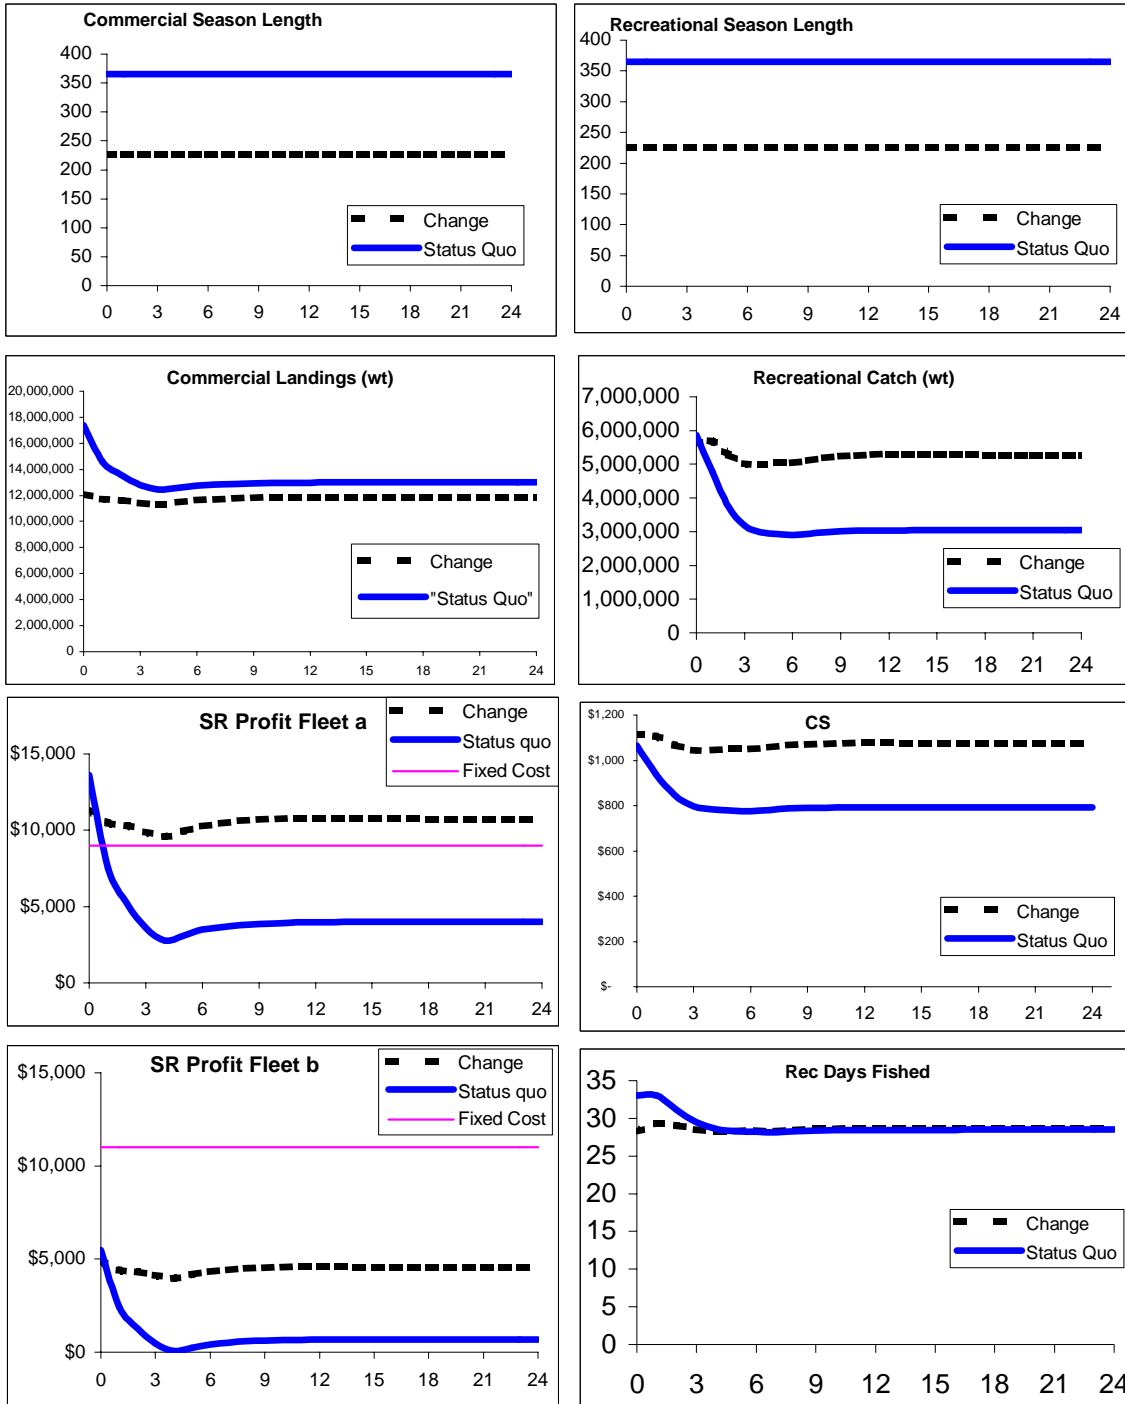 Commercial Season Length
400
350
300
250
200
150
100
50
0
0 3 6 9 12 15 18 21 24
Change
Status Quo
Recreational Season Length
400
350
300
250
200
150
100
50
0
0 3 6 9 12 15 18 21 24
Change
Status Quo
Commercial Landings (wt)
20,000,000
18,000,000
16,000,000
14,000,000
12,000,000
10,000,000
8,000,000
6,000,000
4,000,000
2,000,000
0
0 3 6 9 12 15 18 21 24
Change
"Status Quo"
Recreational Catch (wt)
7,000,000
6,000,000
5,000,000
4,000,000
3,000,000
2,000,000
1,000,000
0
0 3 6 9 12 15 18 21 24
Change
Status Quo
SR Profit Fleet a
Change
Status quo
Fixed Cost
$15,000
$10,000
$5,000
$0
0 3 6 9 12 15 18 21 24
CS
$1,200
$1,000
$800
$600
$400
$200
$-
0 3 6 9 12 15 18 21 24
Change
Status Quo
SR Profit Fleet b
Change
Status quo
Fixed Cost
$15,000
$10,000
$5,000
$0
0 3 6 9 12 15 18 21 24
Rec Days Fished
35
30
25
20
15
10
5
0
0 3 6 9 12 15 18 21 24
Change
Status Quo